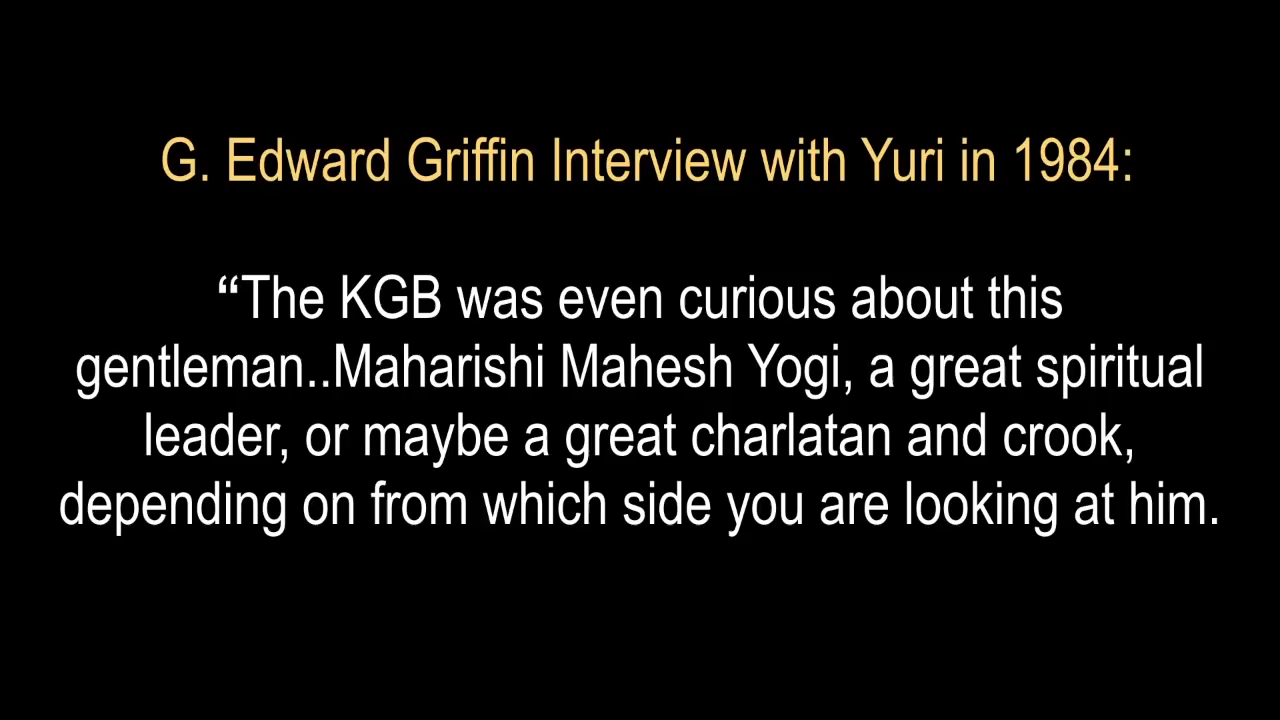 G. Edward Griffin Interview with Yuri in 1984:
“The KGB was even curious about this
gentleman..Maharishi Mahesh Yogi, a great spiritual
leader, or maybe a great charlatan and crook,
depending on from which side you are looking at him.